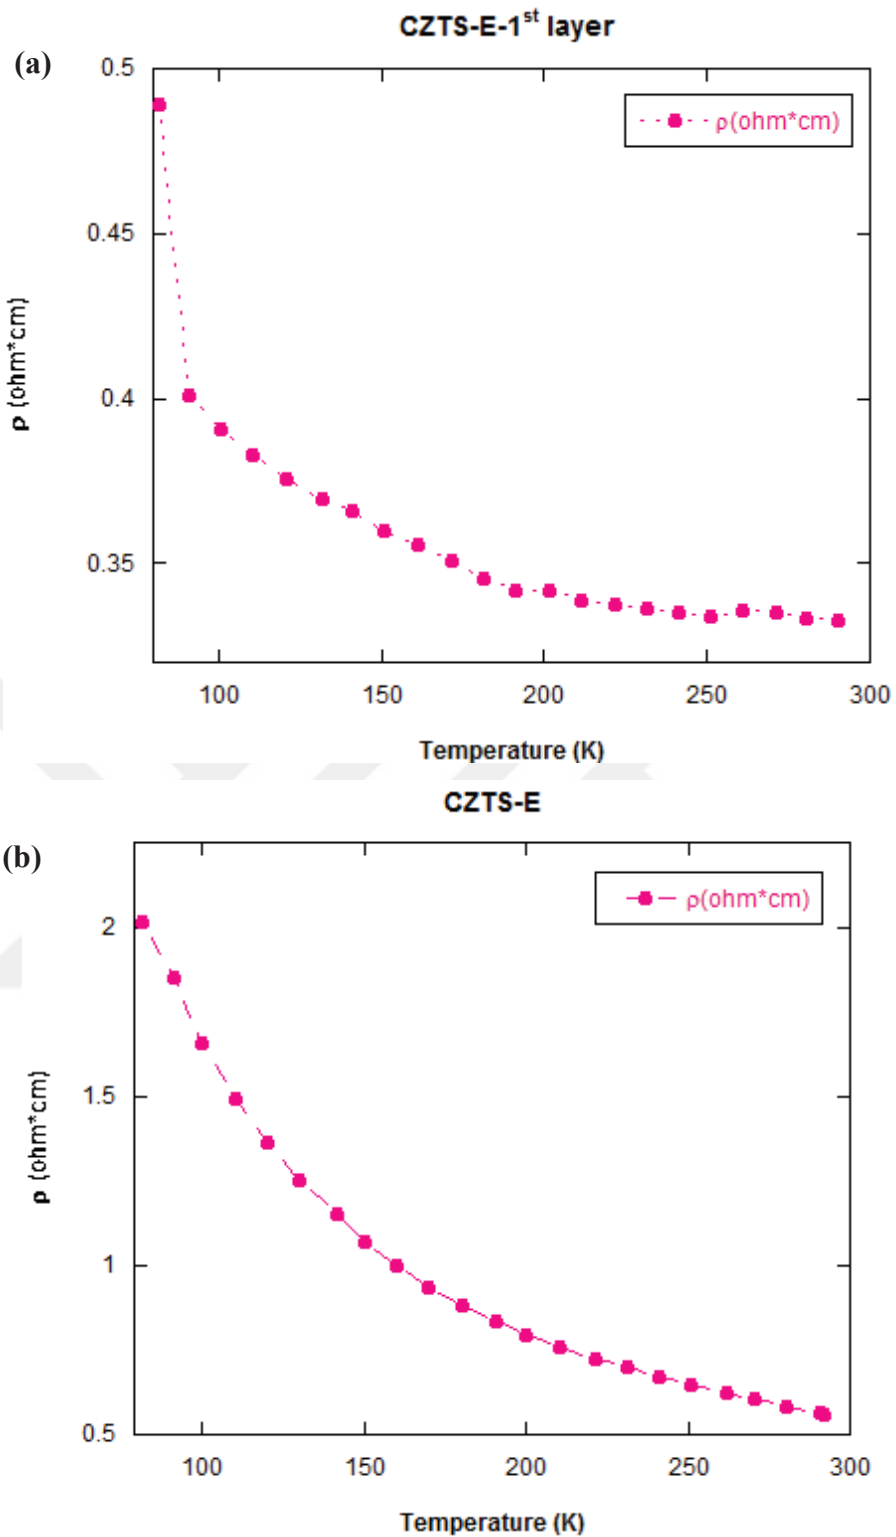 CZTS-E-1st layer
(a)
0.5
ρ(ohm*cm)
0.45
ρ (ohm*cm)
0.4
0.35
100 150 200 250 300
Temperature (K)
CZTS-E
(b)
ρ(ohm*cm)
2
1.5
ρ (ohm*cm)
1
0.5
100 150 200 250 300
Temperature (K)